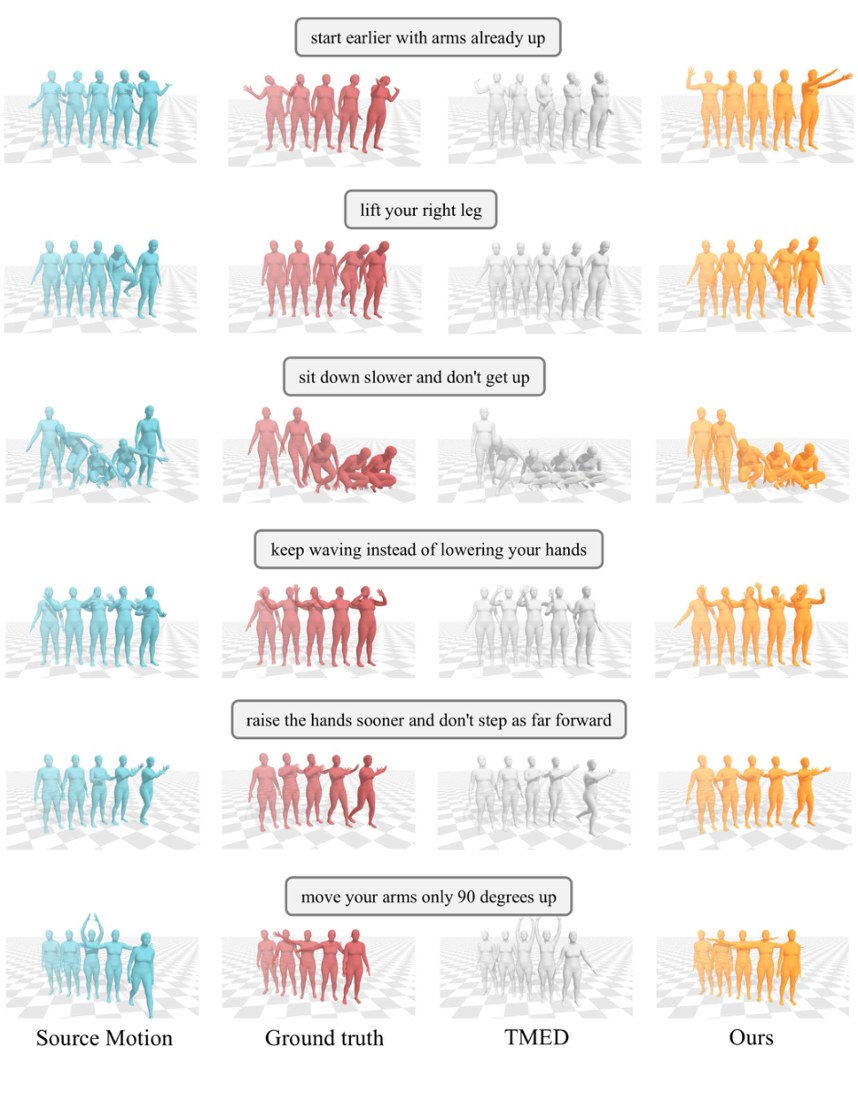 start earlier with arms already up
lift your right leg
sit down slower and don't get up
keep waving instead of lowering your hands
raise the hands sooner and don't step as far forward
move your arms only 90 degrees up
Source Motion
Ground truth
TMED
Ours